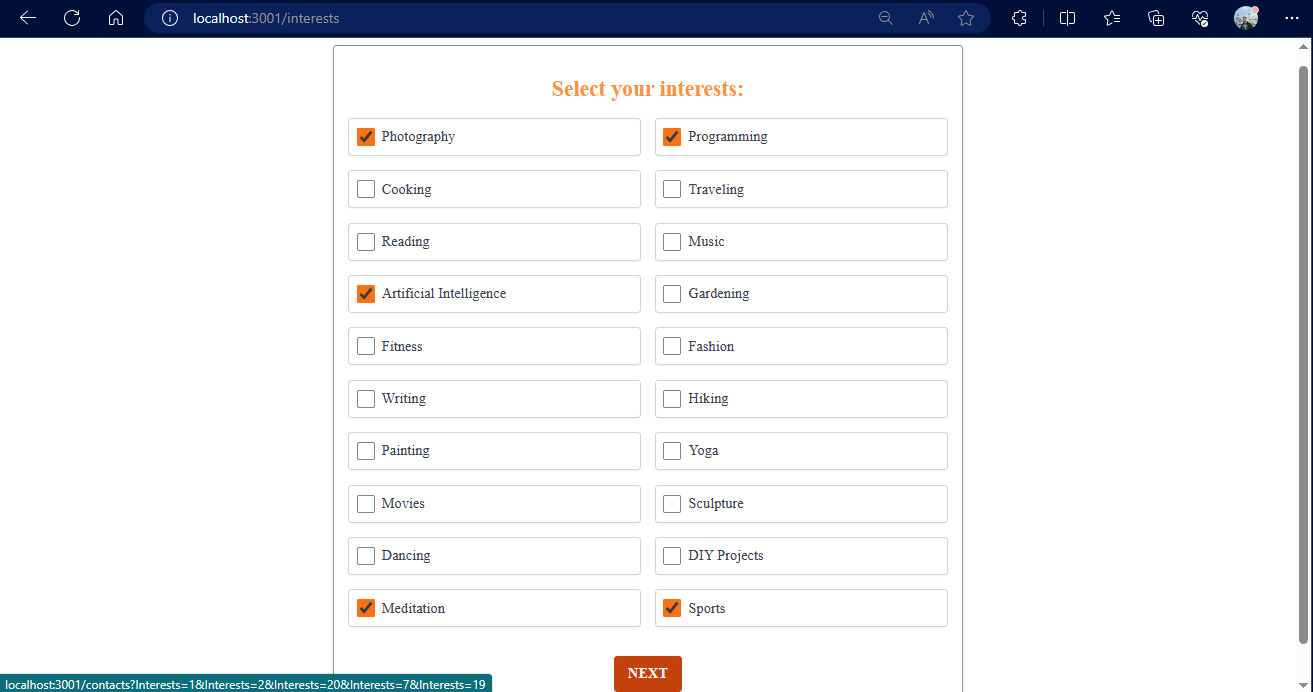 localhost:3001/interests
Select your interests:
Photography
Programming
Cooking
Traveling
Reading
Music
Artificial Intelligence
Gardening
Fitness
Fashion
Writing
Hiking
Painting
Yoga
Movies
Sculpture
Dancing
DIY Projects
Meditation
Sports
NEXT
localhost:3001/contacts?Interests=1&Interests=2&Interests=20&Interests=7&Interests=19